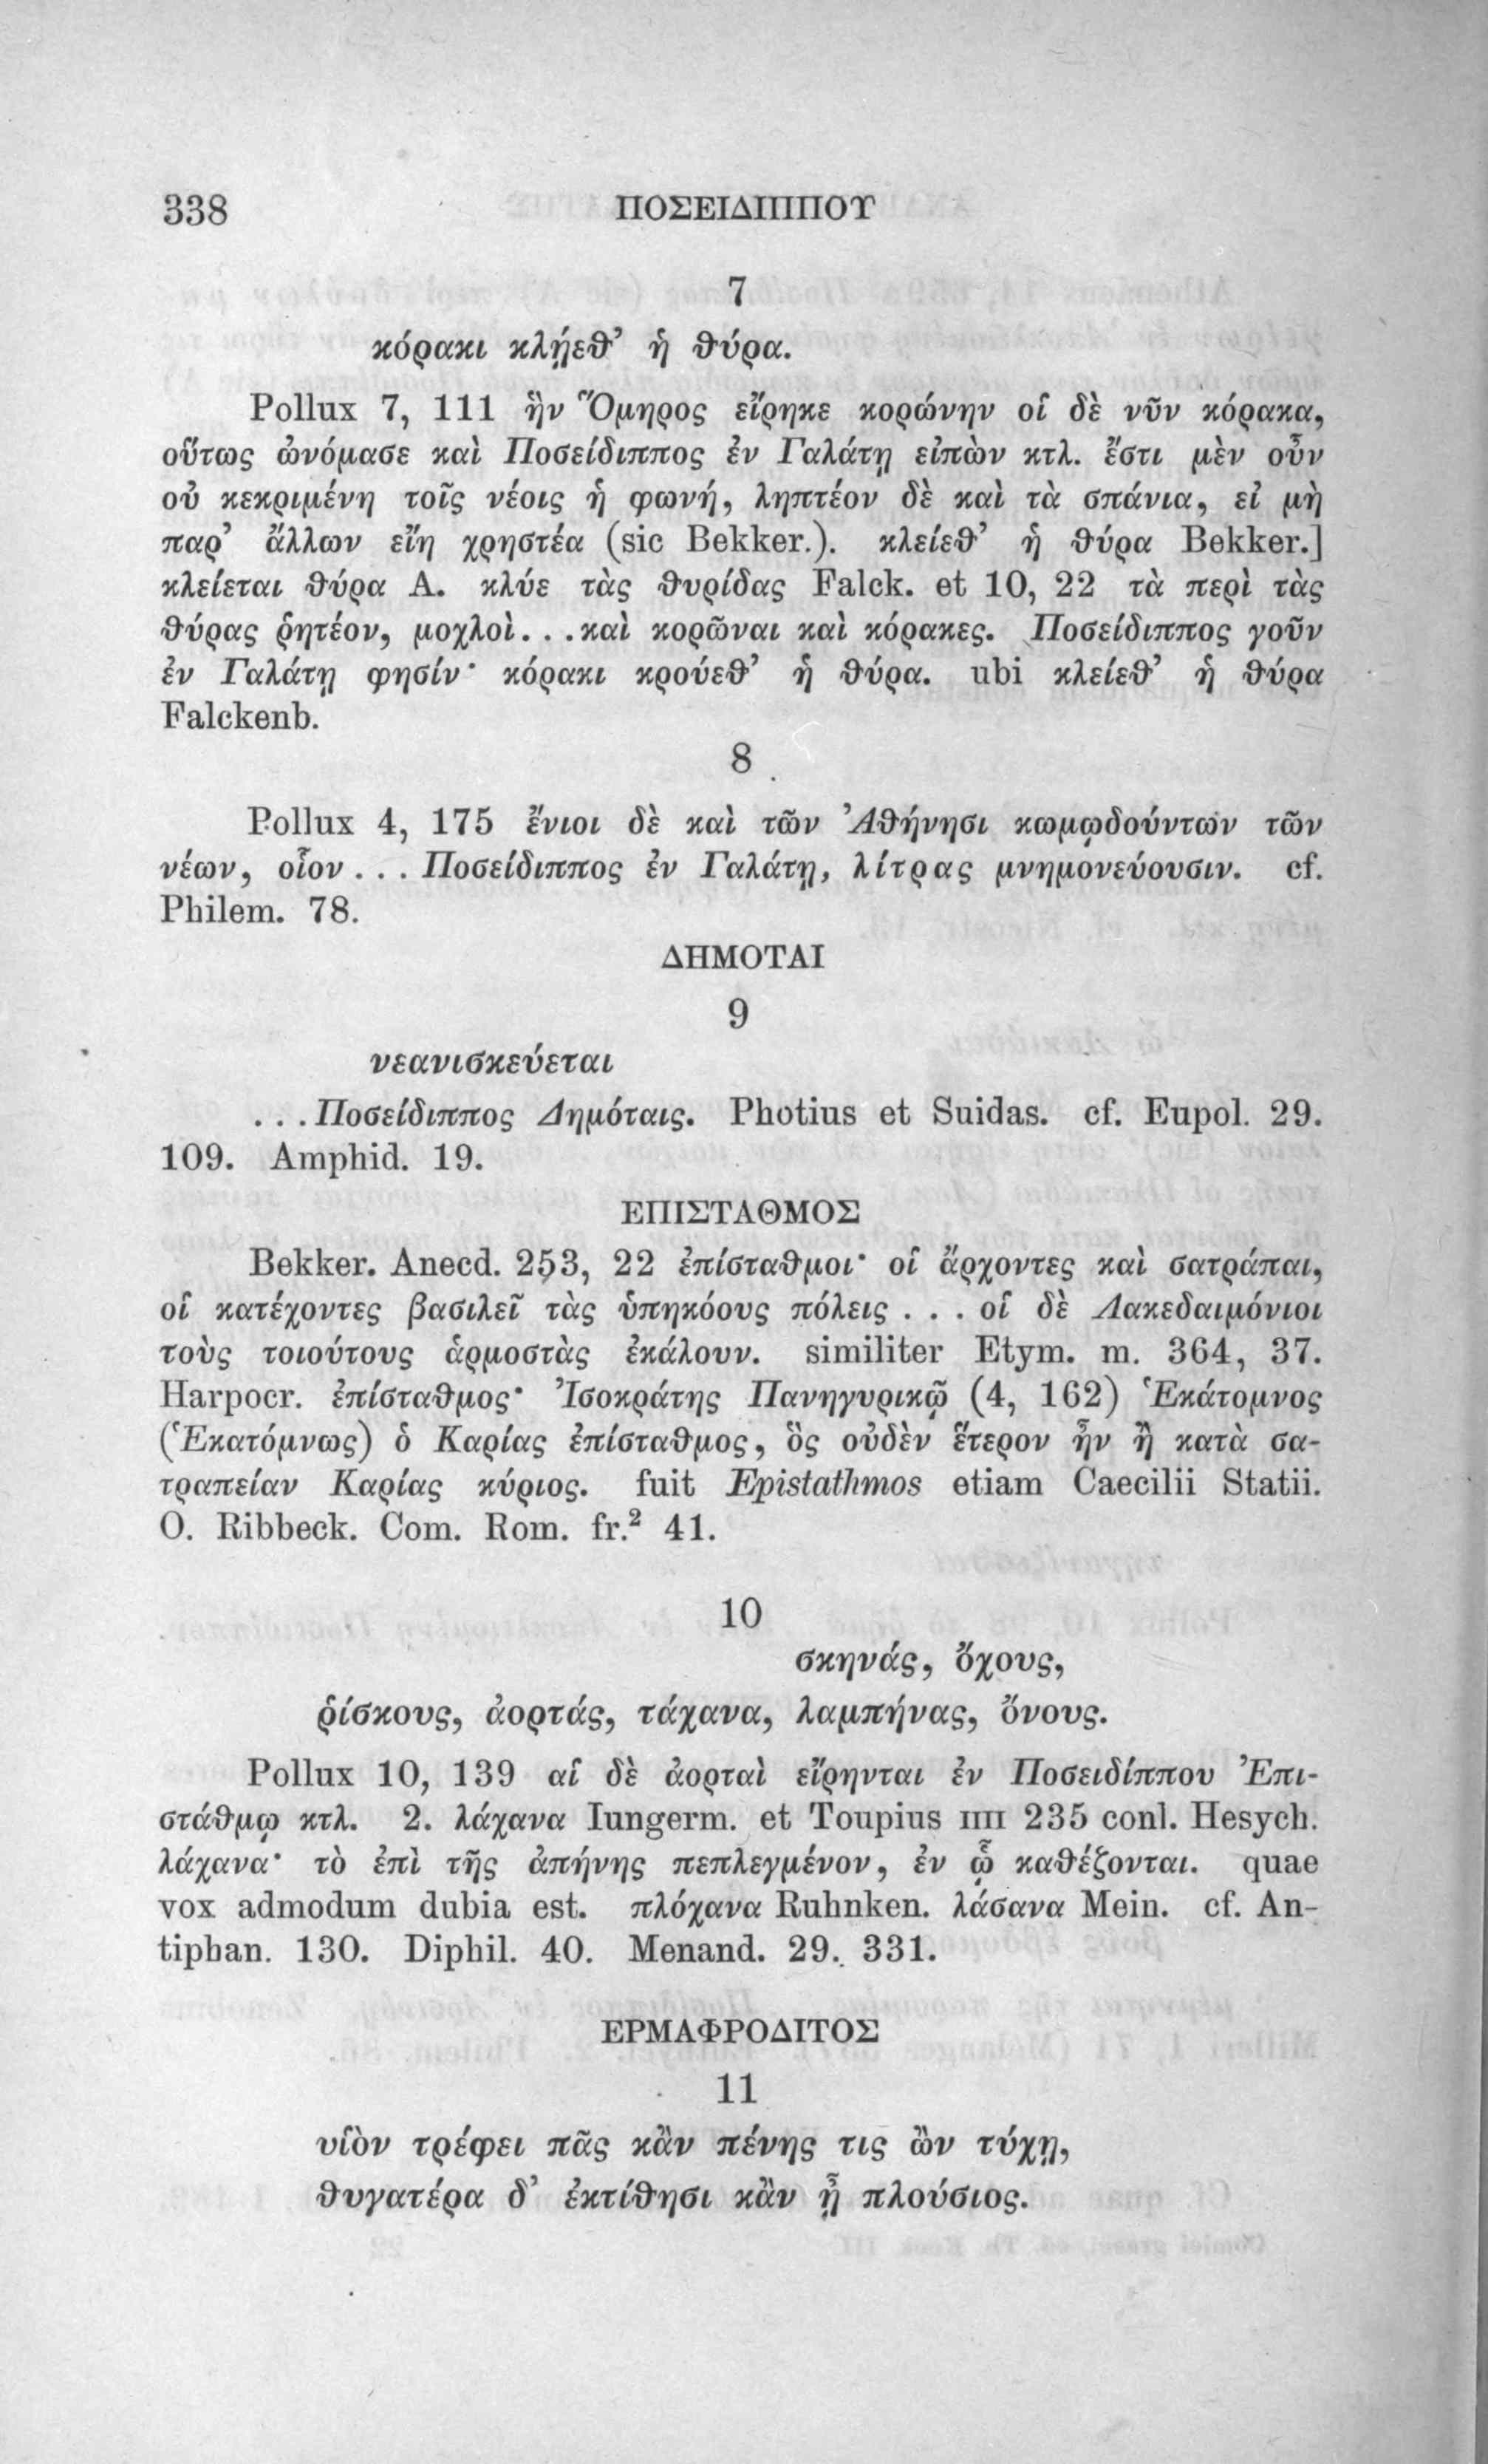 338 ΠΟΣΕΙΔΙΠΠΟΥ
7
κόρακι κλῄεθ’ ἡ θύρα.
Pollux 7, 111 ἣν Ὅμηρος εἴρηκε κορώνην οἱ δὲ νῦν κόρακα,
οὕτως ὠνόμασε καὶ Ποσείδιππος ἐν Γαλάτῃ εἰπὼν κτλ. ἔστι μὲν οὖν
οὐ κεκριμένη τοῖς νέοις ἡ φωνή, ληπτέον δὲ καὶ τὰ σπάνια, εἰ μὴ
παρ’ ἄλλων εἴη χρηστέα (sic Bekker.). κλείεθ’ ἡ θύρα Bekker.]
κλείεται θύρα A. κλύε τὰς θυρίδας Falck. et 10, 22 τὰ περὶ τὰς
θύρας ῥητέον, μοχλοὶ...καὶ κορῶναι καὶ κόρακες. Ποσείδιππος γοῦν
ἐν Γαλάτῃ φησίν· κόρακι κρούεθ’ ἡ θύρα. ubi κλείεθ’ ἡ θύρα
Falckenb.
8
Pollux 4, 175 ἔνιοι δὲ καὶ τῶν Ἀθήνησι κωμῳδούντων τῶν
νέων, οἷον ... Ποσείδιππος ἐν Γαλάτῃ, λίτρας μνημονεύουσιν. cf.
Philem. 78.
ΔΗΜΟΤΑΙ
9
νεανισκεύεται
...Ποσείδιππος Δημόταις. Photius et Suidas. cf. Eupol. 29.
109. Amphid. 19.
ΕΠΙΣΤΑΘΜΟΣ
Bekker. Anecd. 253, 22 ἐπίσταθμοι· οἱ ἄρχοντες καὶ σατράπαι,
οἱ κατέχοντες βασιλεῖ τὰς ὑπηκόους πόλεις ... οἱ δὲ Λακεδαιμόνιοι
τοὺς τοιούτους ἁρμοστὰς ἐκάλουν. similiter Etym. m. 364, 37.
Harpocr. ἐπίσταθμος· Ἰσοκράτης Πανηγυρικῷ (4, 162) Ἑκάτομνος
(Ἑκατόμνως) ὁ Καρίας ἐπίσταθμος, ὃς οὐδὲν ἕτερον ἦν ἢ κατὰ σα-
τραπείαν Καρίας κύριος. fuit Epistathmos etiam Caecilii Statii.
O. Ribbeck. Com. Rom. fr.² 41.
10
σκηνάς, ὄχους,
ῥίσκους, ἀορτάς, τάχανα, λαμπήνας, ὄνους.
Pollux 10, 139 αἱ δὲ ἀορταὶ εἴρηνται ἐν Ποσειδίππου Ἐπι-
στάθμῳ κτλ. 2. λάχανα Iungerm. et Toupius IIII 235 conl. Hesych.
λάχανα· τὸ ἐπὶ τῆς ἀπήνης πεπλεγμένον, ἐν ᾧ καθέζονται. quae
vox admodum dubia est. πλόχανα Ruhnken. λάσανα Mein. cf. An-
tiphan. 130. Diphil. 40. Menand. 29. 331.
ΕΡΜΑΦΡΟΔΙΤΟΣ
11
υἱὸν τρέφει πᾶς κἂν πένης τις ὢν τύχῃ,
θυγατέρα δ’ ἐκτίθησι κἂν ᾖ πλούσιος.